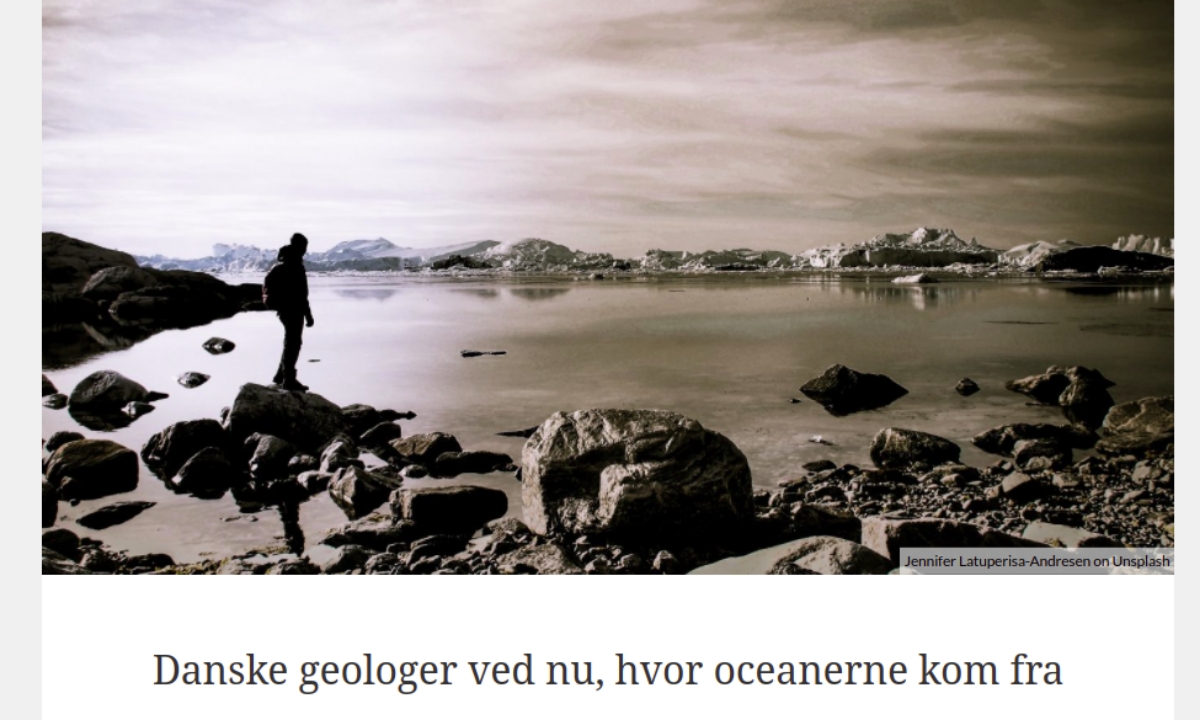 Jennifer Latuperisa-Andresen on Unsplash
Danske geologer ved nu, hvor oceanerne kom fra